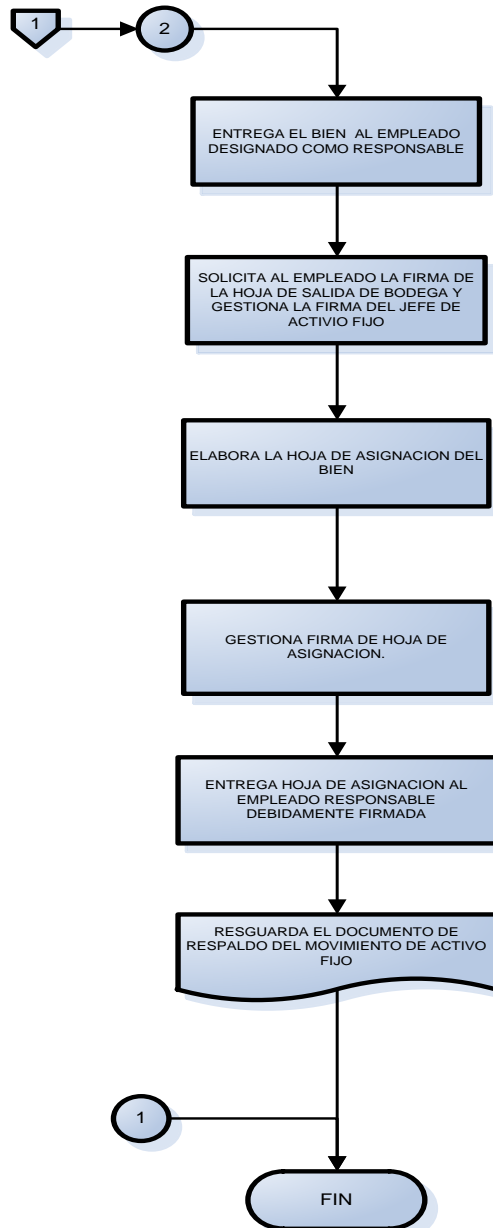 1
2
ENTREGA EL BIEN AL EMPLEADO
DESIGNADO COMO RESPONSABLE
SOLICITA AL EMPLEADO LA FIRMA DE
LA HOJA DE SALIDA DE BODEGA Y
GESTIONA LA FIRMA DEL JEFE DE
ACTIVIO FIJO
ELABORA LA HOJA DE ASIGNACION DEL
BIEN
GESTIONA FIRMA DE HOJA DE
ASIGNACION.
ENTREGA HOJA DE ASIGNACION AL
EMPLEADO RESPONSABLE
DEBIDAMENTE FIRMADA
RESGUARDA EL DOCUMENTO DE
RESPALDO DEL MOVIMIENTO DE ACTIVO
FIJO
1
FIN